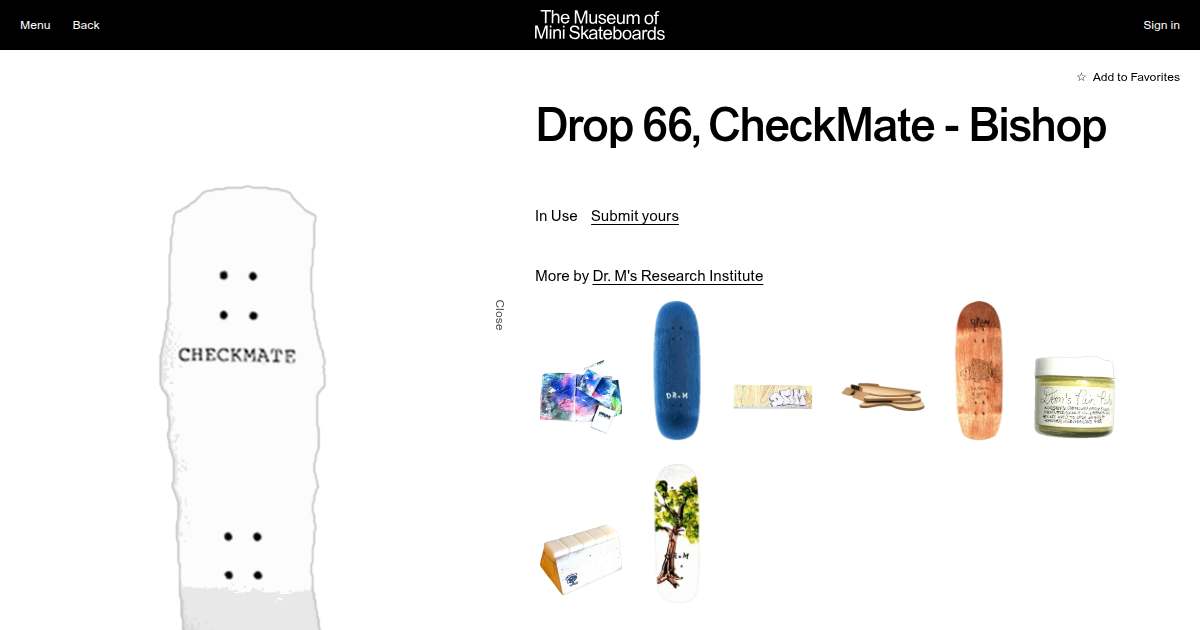 Menu
Back
The Museum of
Mini Skateboards
Sign in
☆ Add to Favorites
Drop 66, CheckMate - Bishop
In Use Submit yours
More by Dr. M's Research Institute
Close
CHECKMATE
DR.M